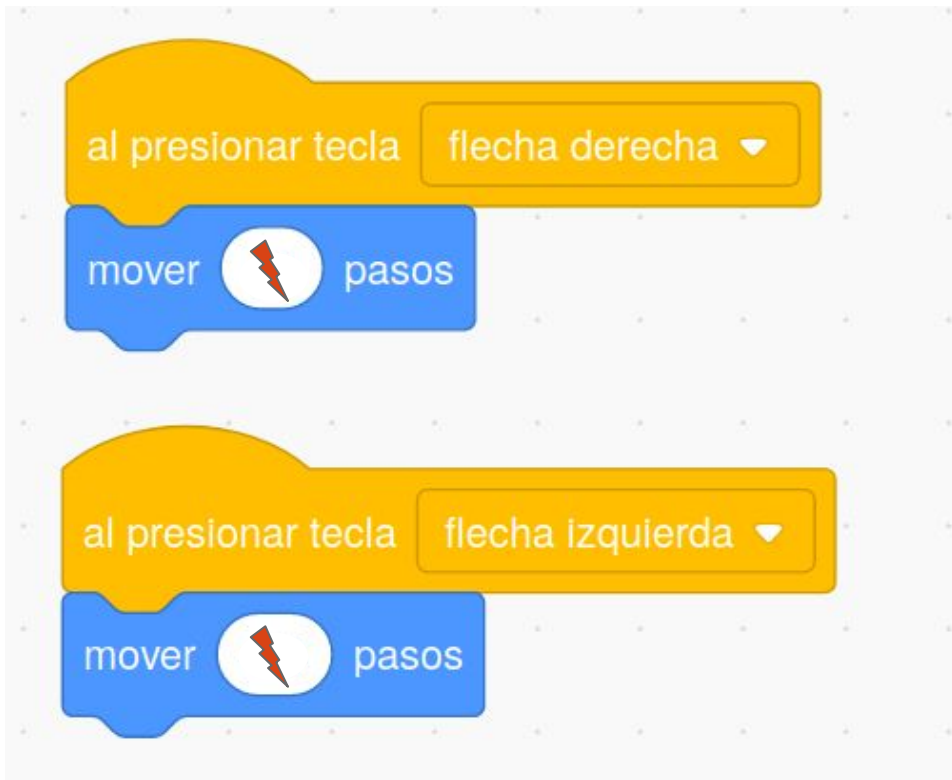 al presionar tecla flecha derecha
mover pasos
al presionar tecla flecha izquierda
mover pasos